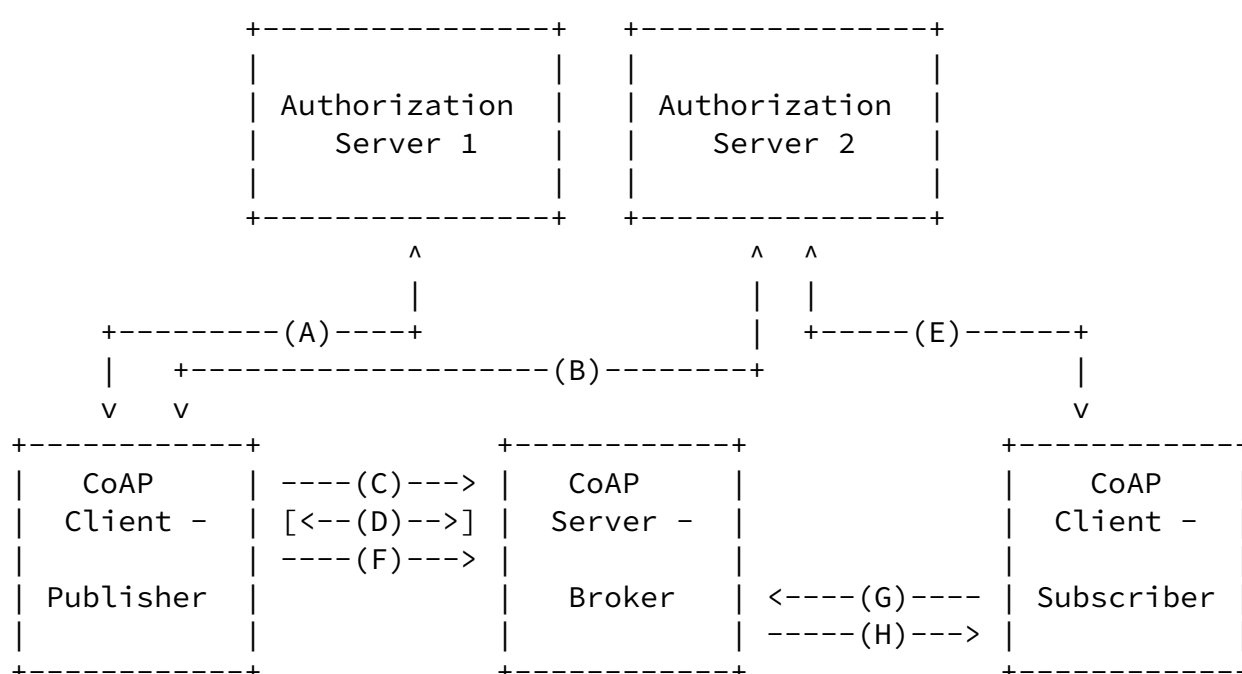 +----------------+   +----------------+
|                |   |                |
| Authorization  |   | Authorization  |
|    Server 1    |   |    Server 2    |
|                |   |                |
+----------------+   +----------------+
         ^                  ^  ^
         |                  |  |
+---------(A)----+                  |  +-----(E)------+
|   +--------------------(B)--------+                 |
v   v                                                 v
+------------+             +------------+              +-------------
|    CoAP    | ----(C)---> |    CoAP    |              |    CoAP     |
|  Client -  | [<--(D)-->] |  Server -  |              |  Client -   |
|            | ----(F)---> |            |              |             |
|  Publisher |             |   Broker   | <----(G)---- | Subscriber  |
|            |             |            | -----(H)---> |             |
+------------+             +------------+              +-------------